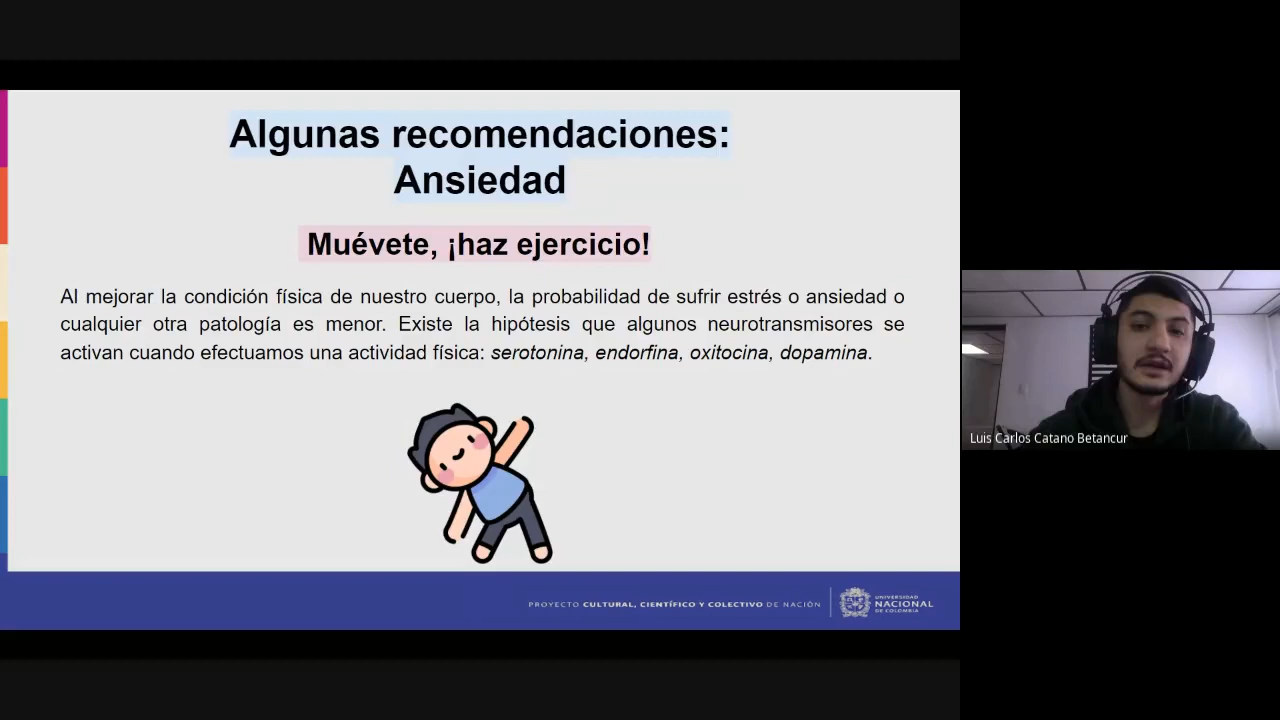 Algunas recomendaciones:
Ansiedad
Muévete, ¡haz ejercicio!
Al mejorar la condición física de nuestro cuerpo, la probabilidad de sufrir estrés o ansiedad o
cualquier otra patología es menor. Existe la hipótesis que algunos neurotransmisores se
activan cuando efectuamos una actividad física: serotonina, endorfina, oxitocina, dopamina.
Luis Carlos Catano Betancur
PROYECTO CULTURAL, CIENTÍFICO Y COLECTIVO DE NACIÓN
UNIVERSIDAD
NACIONAL
DE COLOMBIA